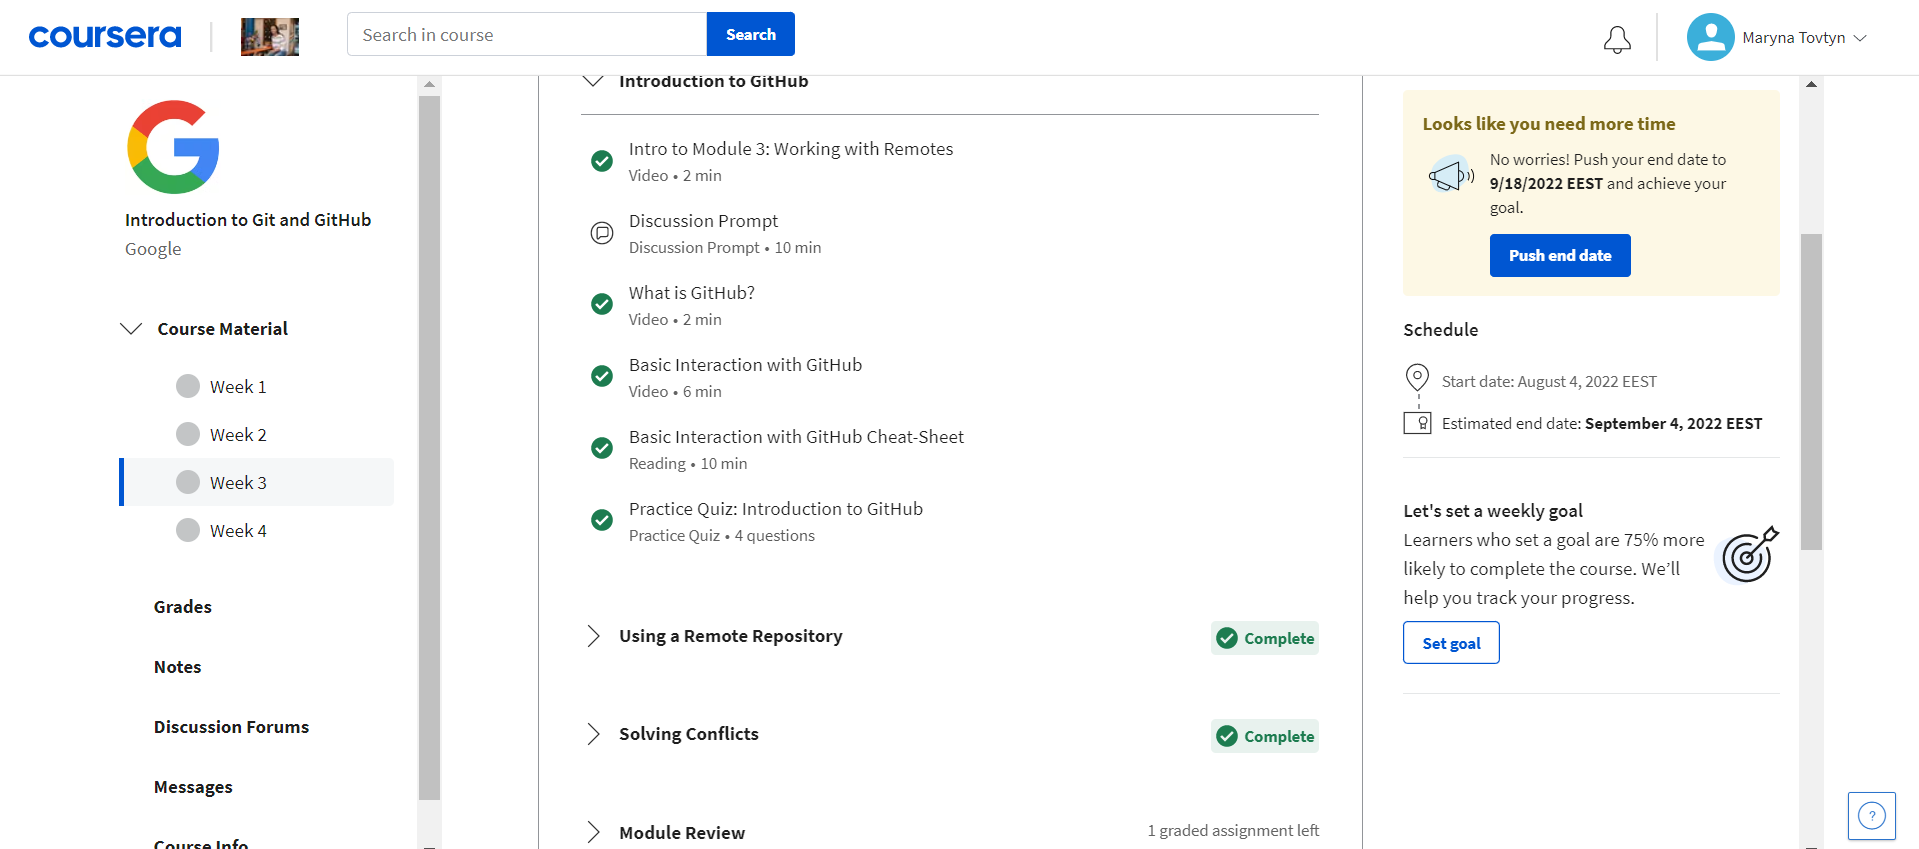 coursera
Search in course
Search
Maryna Tovtyn
Introduction to Git and GitHub
Google
Course Material
Week 1
Week 2
Week 3
Week 4
Grades
Notes
Discussion Forums
Messages
Course Info
Introduction to GitHub
Intro to Module 3: Working with Remotes
Video • 2 min
Discussion Prompt
Discussion Prompt • 10 min
What is GitHub?
Video • 2 min
Basic Interaction with GitHub
Video • 6 min
Basic Interaction with GitHub Cheat-Sheet
Reading • 10 min
Practice Quiz: Introduction to GitHub
Practice Quiz • 4 questions
Using a Remote Repository
Complete
Solving Conflicts
Complete
Module Review
1 graded assignment left
Looks like you need more time
No worries! Push your end date to
9/18/2022 EEST and achieve your
goal.
Push end date
Schedule
Start date: August 4, 2022 EEST
Estimated end date: September 4, 2022 EEST
Let's set a weekly goal
Learners who set a goal are 75% more
likely to complete the course. We’ll
help you track your progress.
Set goal
?